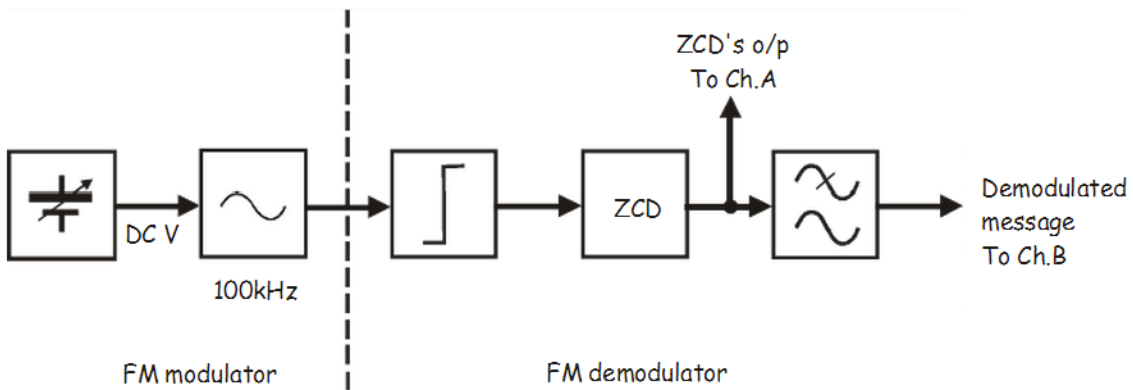 ZCD's o/p
To Ch.A
DC V
100kHz
ZCD
Demodulated
message
To Ch.B
FM modulator
FM demodulator